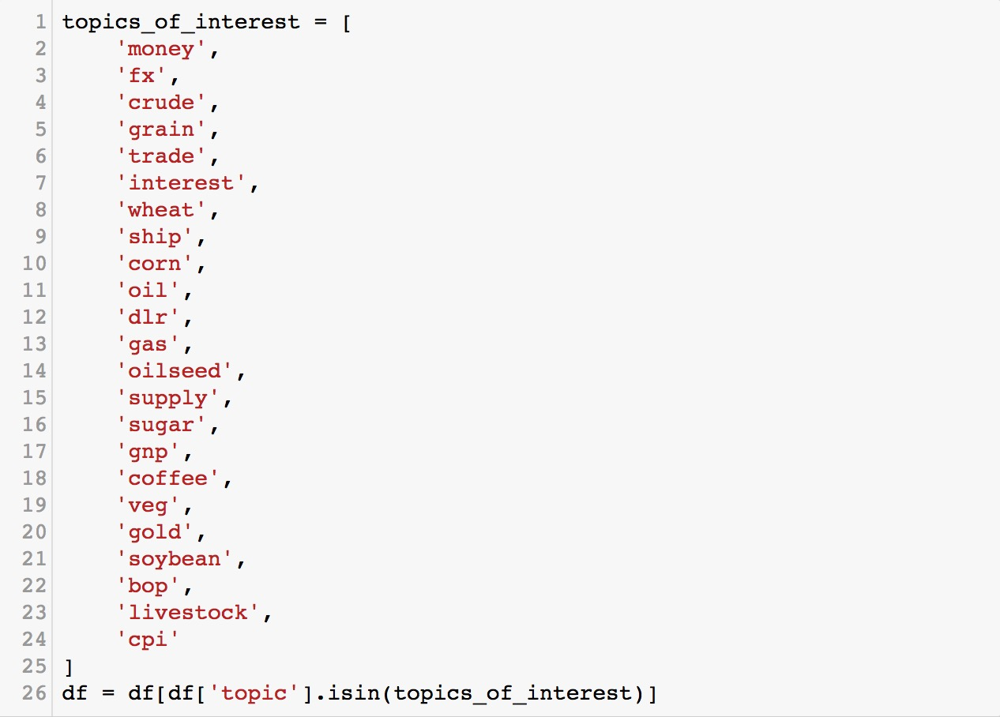 1 topics_of_interest = [
2     'money',
3     'fx',
4     'crude',
5     'grain',
6     'trade',
7     'interest',
8     'wheat',
9     'ship',
10     'corn',
11     'oil',
12     'dlr',
13     'gas',
14     'oilseed',
15     'supply',
16     'sugar',
17     'gnp',
18     'coffee',
19     'veg',
20     'gold',
21     'soybean',
22     'bop',
23     'livestock',
24     'cpi'
25 ]
26 df = df[df['topic'].isin(topics_of_interest)]